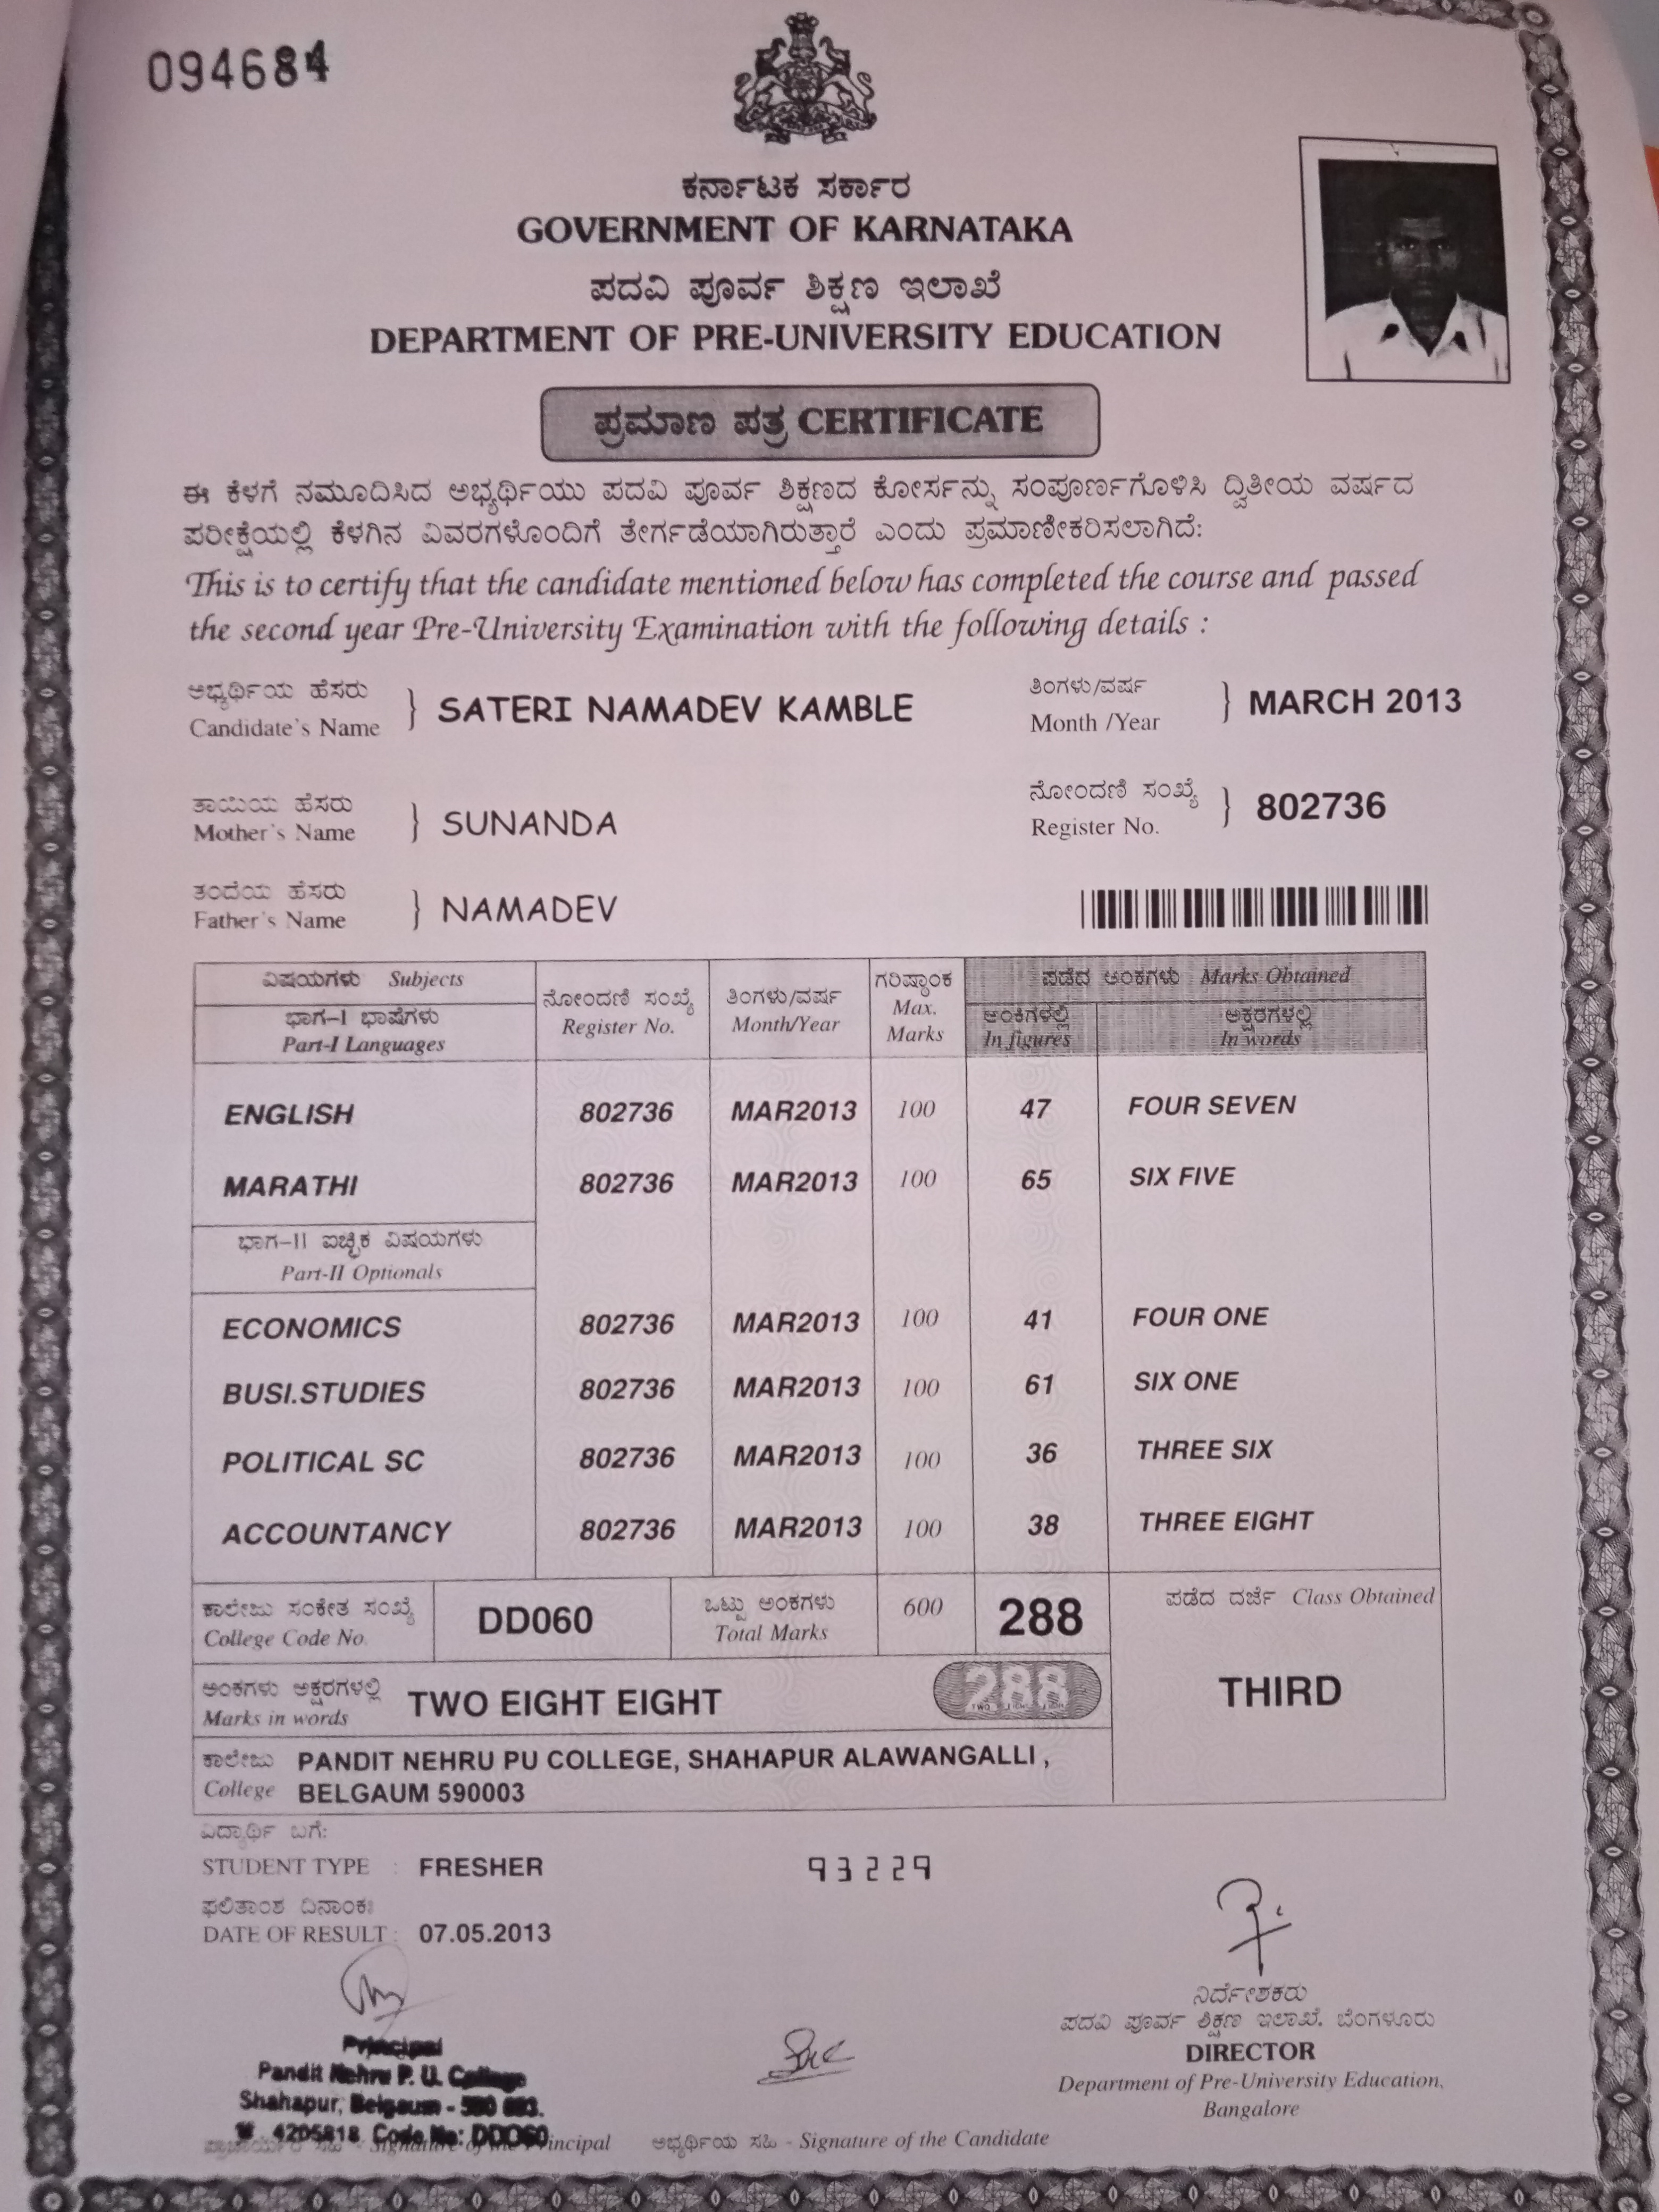 094684
ಕರ್ನಾಟಕ ಸರ್ಕಾರ
GOVERNMENT OF KARNATAKA
ಪದವಿ ಪೂರ್ವ ಶಿಕ್ಷಣ ಇಲಾಖೆ
DEPARTMENT OF PRE-UNIVERSITY EDUCATION
ಪ್ರಮಾಣ ಪತ್ರ CERTIFICATE
ಈ ಕೆಳಗೆ ನಮೂದಿಸಿದ ಅಭ್ಯರ್ಥಿಯು ಪದವಿ ಪೂರ್ವ ಶಿಕ್ಷಣದ ಕೋರ್ಸನ್ನು ಸಂಪೂರ್ಣಗೊಳಿಸಿ ದ್ವಿತೀಯ ವರ್ಷದ
ಪರೀಕ್ಷೆಯಲ್ಲಿ ಕೆಳಗಿನ ವಿವರಗಳೊಂದಿಗೆ ತೇರ್ಗಡೆಯಾಗಿರುತ್ತಾರೆ ಎಂದು ಪ್ರಮಾಣೀಕರಿಸಲಾಗಿದೆ:
This is to certify that the candidate mentioned below has completed the course and passed
the second year Pre-University Examination with the following details :
ಅಭ್ಯರ್ಥಿಯ ಹೆಸರು
Candidate's Name } SATERI NAMADEV KAMBLE
ತಿಂಗಳು/ವರ್ಷ
Month /Year } MARCH 2013
ತಾಯಿಯ ಹೆಸರು
Mother's Name } SUNANDA
ನೋಂದಣಿ ಸಂಖ್ಯೆ
Register No. } 802736
ತಂದೆಯ ಹೆಸರು
Father's Name } NAMADEV
ವಿಷಯಗಳು Subjects
ಭಾಗ-I ಭಾಷೆಗಳು
Part-I Languages
ನೋಂದಣಿ ಸಂಖ್ಯೆ
Register No.
ತಿಂಗಳು/ವರ್ಷ
Month/Year
ಗರಿಷ್ಠಾಂಕ
Max.
Marks
ಪಡೆದ ಅಂಕಗಳು Marks Obtained
ಅಂಕಿಗಳಲ್ಲಿ
In figures
ಅಕ್ಷರಗಳಲ್ಲಿ
In words
ENGLISH 802736 MAR2013 100 47 FOUR SEVEN
MARATHI 802736 MAR2013 100 65 SIX FIVE
ಭಾಗ-II ಐಚ್ಛಿಕ ವಿಷಯಗಳು
Part-II Optionals
ECONOMICS 802736 MAR2013 100 41 FOUR ONE
BUSI.STUDIES 802736 MAR2013 100 61 SIX ONE
POLITICAL SC 802736 MAR2013 100 36 THREE SIX
ACCOUNTANCY 802736 MAR2013 100 38 THREE EIGHT
ಕಾಲೇಜು ಸಂಕೇತ ಸಂಖ್ಯೆ
College Code No. DD060
ಒಟ್ಟು ಅಂಕಗಳು
Total Marks 600 288
ಪಡೆದ ದರ್ಜೆ Class Obtained
THIRD
ಅಂಕಗಳು ಅಕ್ಷರಗಳಲ್ಲಿ
Marks in words TWO EIGHT EIGHT
288
ಕಾಲೇಜು
College PANDIT NEHRU PU COLLEGE, SHAHAPUR ALAWANGALLI ,
BELGAUM 590003
ವಿದ್ಯಾರ್ಥಿ ಬಗೆ:
STUDENT TYPE : FRESHER
93229
ಫಲಿತಾಂಶ ದಿನಾಂಕ:
DATE OF RESULT : 07.05.2013
Principal
Pandit Nehru P. U. College
Shahapur, Belgaum - 590 003.
4205818 Code No: DD060
Signature of the Principal
ಅಭ್ಯರ್ಥಿಯ ಸಹಿ - Signature of the Candidate
ನಿರ್ದೇಶಕರು
ಪದವಿ ಪೂರ್ವ ಶಿಕ್ಷಣ ಇಲಾಖೆ. ಬೆಂಗಳೂರು
DIRECTOR
Department of Pre-University Education,
Bangalore